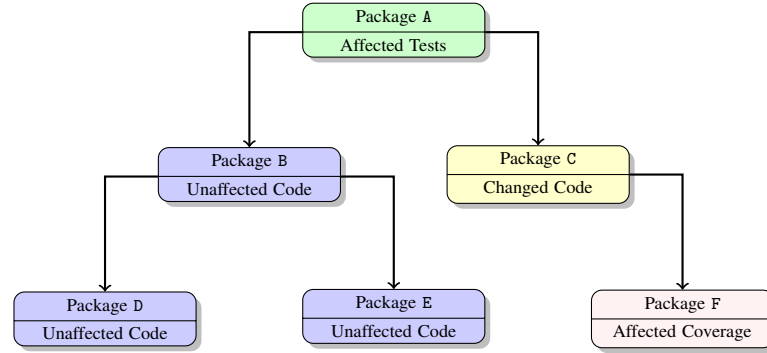 Package A
Affected Tests
Package B
Unaffected Code
Package C
Changed Code
Package D
Unaffected Code
Package E
Unaffected Code
Package F
Affected Coverage